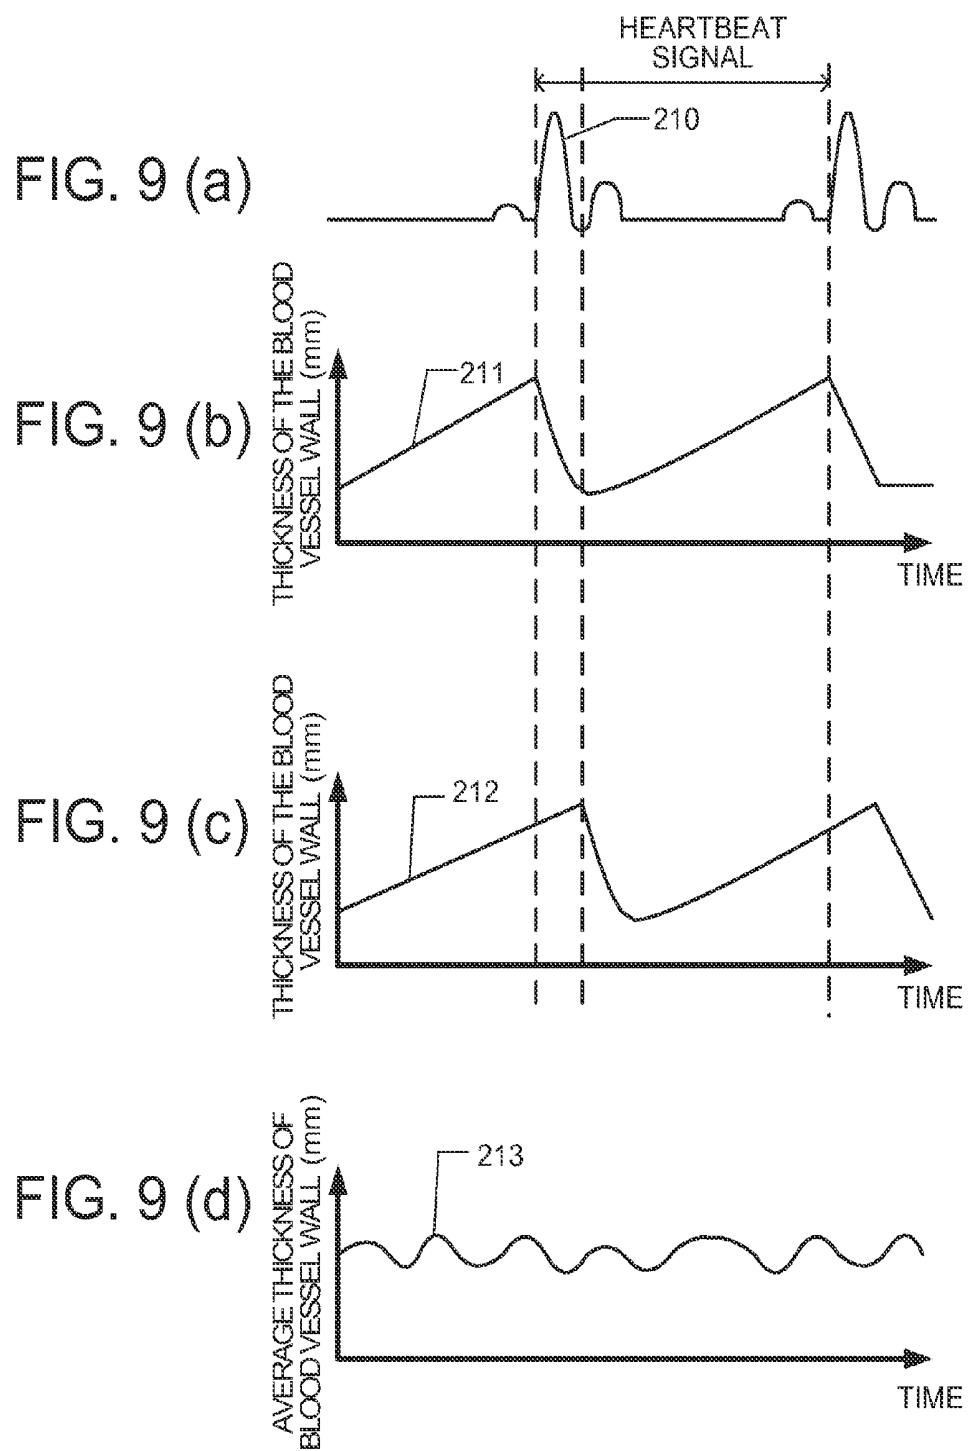 HEARTBEAT
SIGNAL
210
FIG. 9 (a)
THICKNESS OF THE BLOOD
VESSEL WALL (mm)
211
FIG. 9 (b)
TIME
THICKNESS OF THE BLOOD
VESSEL WALL (mm)
212
FIG. 9 (c)
TIME
AVERAGE THICKNESS OF
BLOOD VESSEL WALL (mm)
213
FIG. 9 (d)
TIME